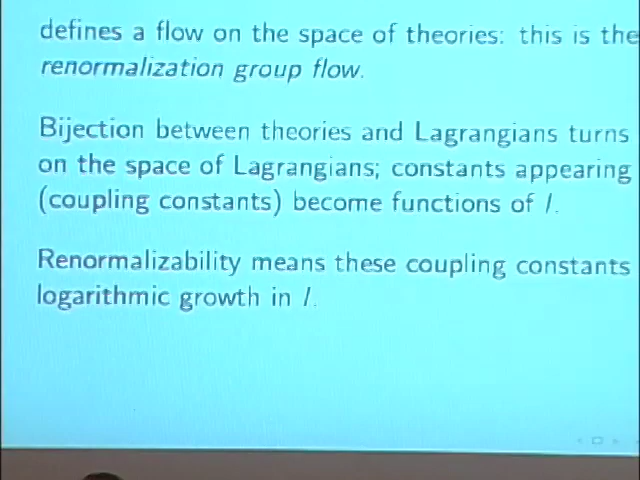 defines a flow on the space of theories: this is the
renormalization group flow.
Bijection between theories and Lagrangians turns
on the space of Lagrangians; constants appearing
(coupling constants) become functions of l.
Renormalizability means these coupling constants
logarithmic growth in l.